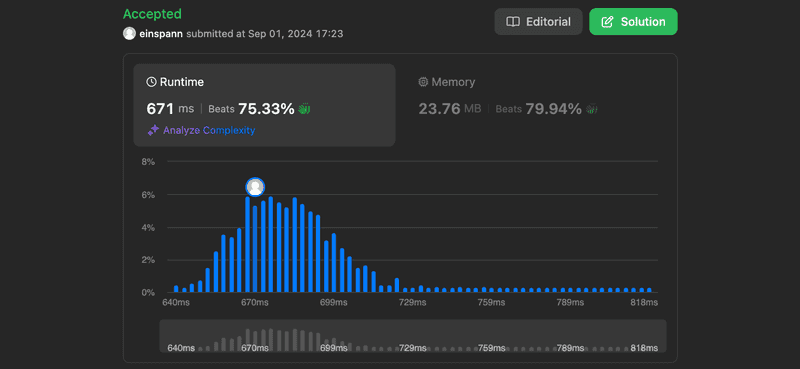 Accepted
Editorial
Solution
einspann submitted at Sep 01, 2024 17:23
Runtime
671 ms | Beats 75.33%
Analyze Complexity
Memory
23.76 MB | Beats 79.94%
8%
6%
4%
2%
0%
640ms 670ms 699ms 729ms 759ms 789ms 818ms
640ms 670ms 699ms 729ms 759ms 789ms 818ms